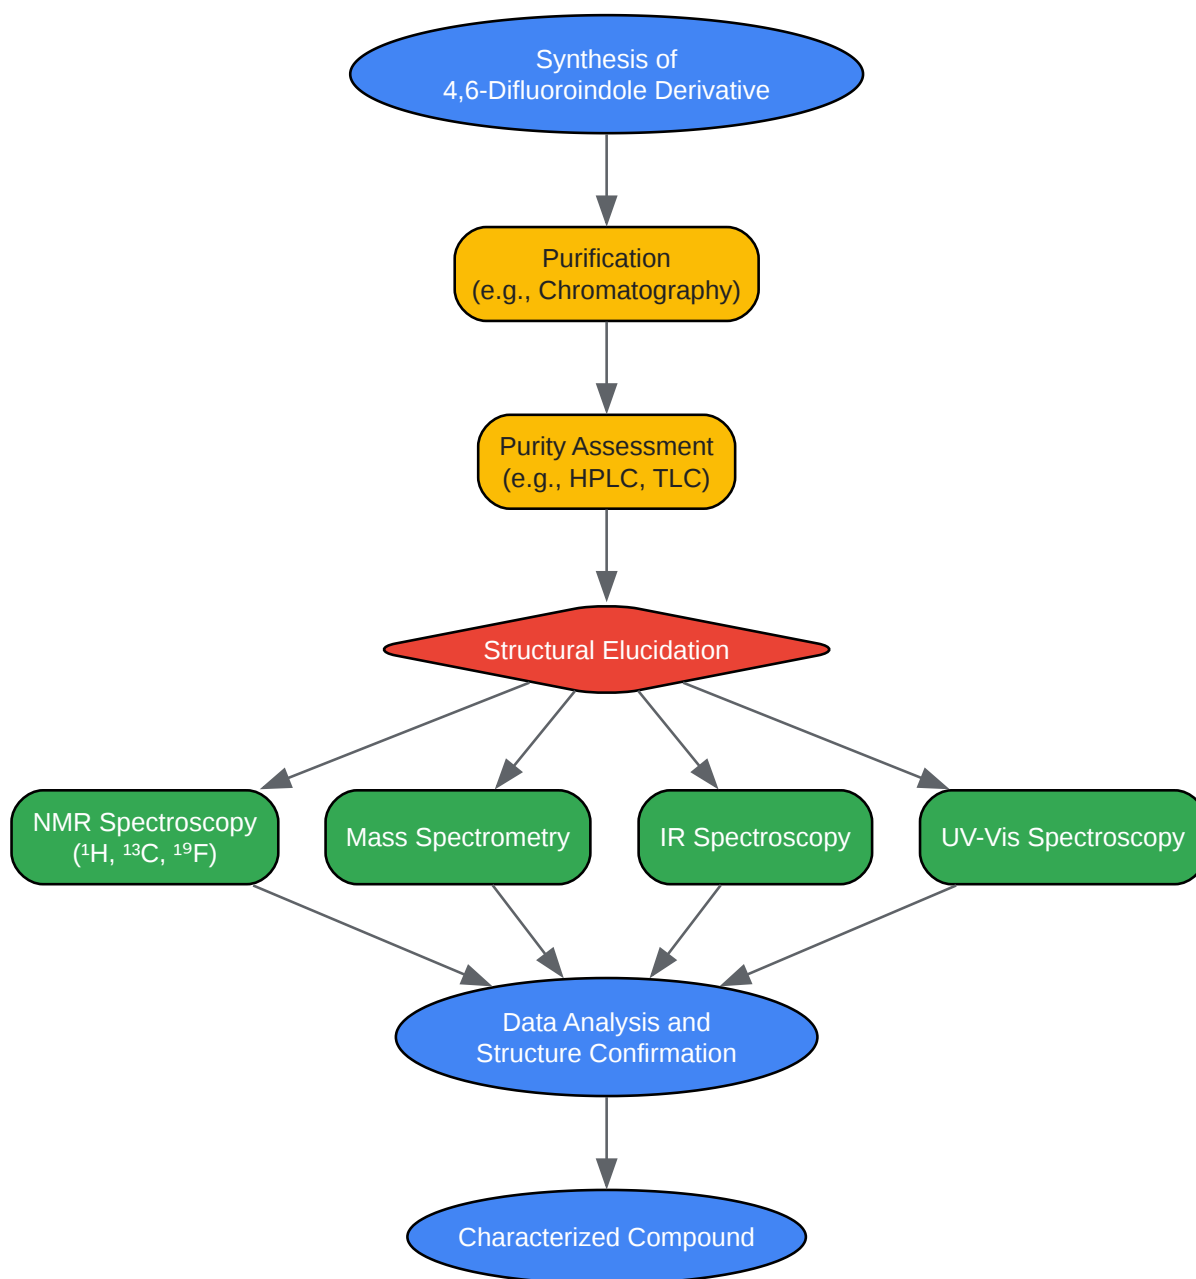 Synthesis of
4,6-Difluoroindole Derivative
Purification
(e.g., Chromatography)
Purity Assessment
(e.g., HPLC, TLC)
Structural Elucidation
NMR Spectroscopy
(¹H, ¹³C, ¹⁹F)
Mass Spectrometry
IR Spectroscopy
UV-Vis Spectroscopy
Data Analysis and
Structure Confirmation
Characterized Compound